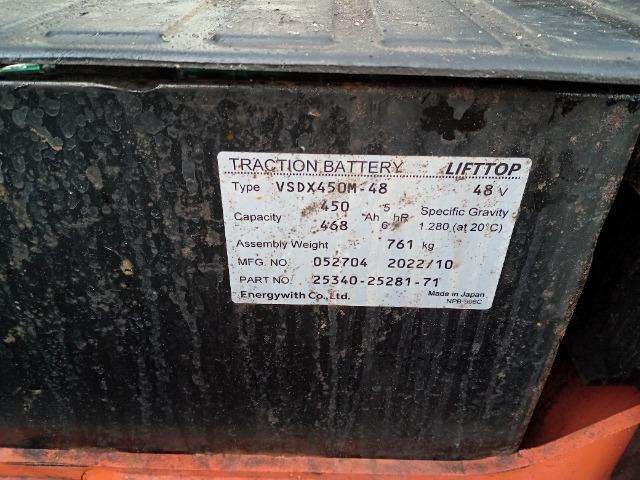 TRACTION BATTERY LIFTTOP
Type VSDX450M-48 48 V
450 5
Capacity Ah hR Specific Gravity
468 6 1.280 (at 20°C)
Assembly Weight 761 kg
MFG. NO 052704 2022/10
PART NO. 25340-25281-71
Energywith Co.,Ltd. Made in Japan